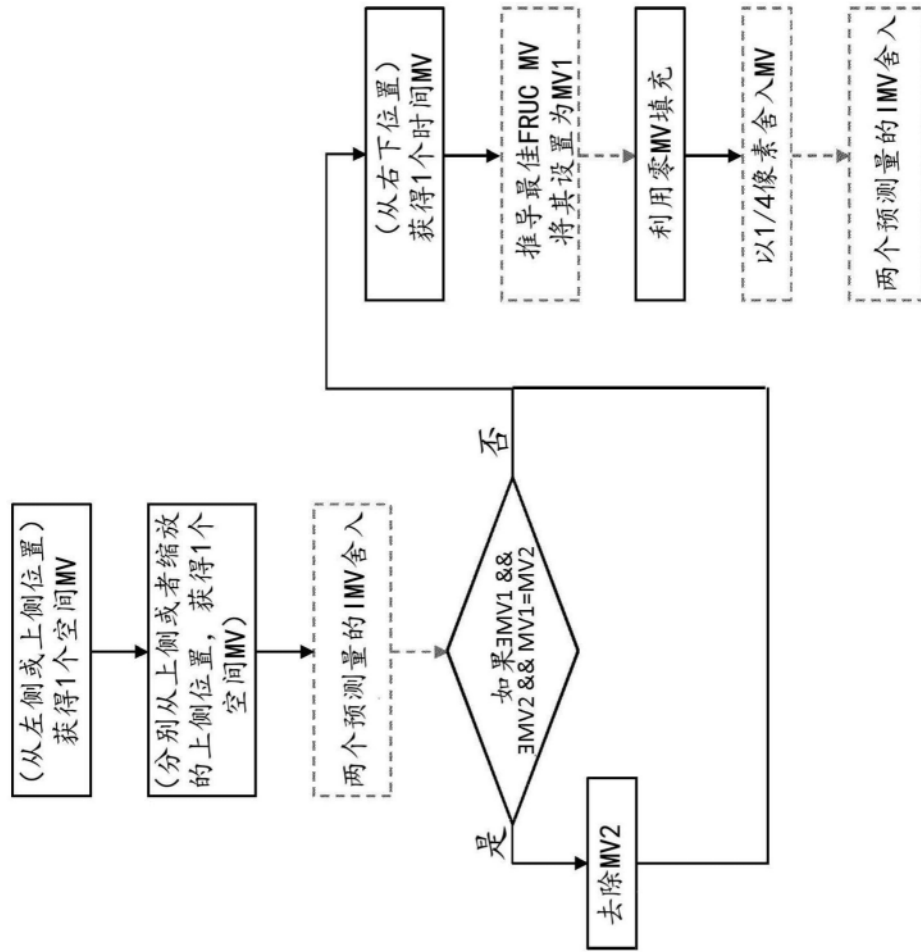 (从左侧或上侧位置)
获得1个空间MV
(分别从上侧或者缩放
的上侧位置，获得1个
空间MV)
两个预测量的IMV舍入
如果∃MV1 &&
∃MV2 && MV1=MV2
是
否
去除MV2
(从右下位置)
获得1个时间MV
推导最佳FRUC MV
将其设置为MV1
利用零MV填充
以1/4像素舍入MV
两个预测量的IMV舍入